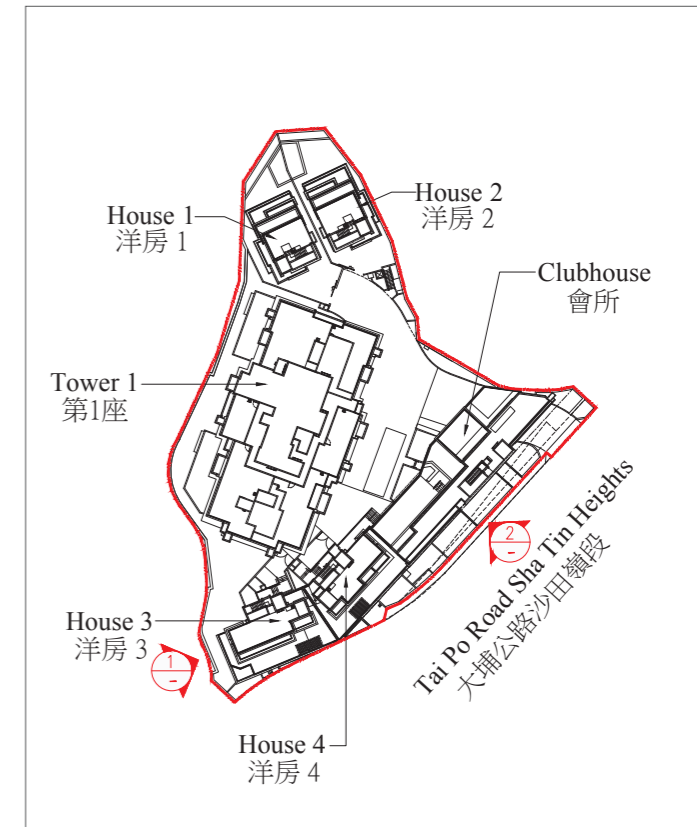 House 1
洋房 1
House 2
洋房 2
Clubhouse
會所
Tower 1
第1座
2
-
Tai Po Road Sha Tin Heights
大埔公路沙田嶺段
House 3
洋房 3
1
-
House 4
洋房 4